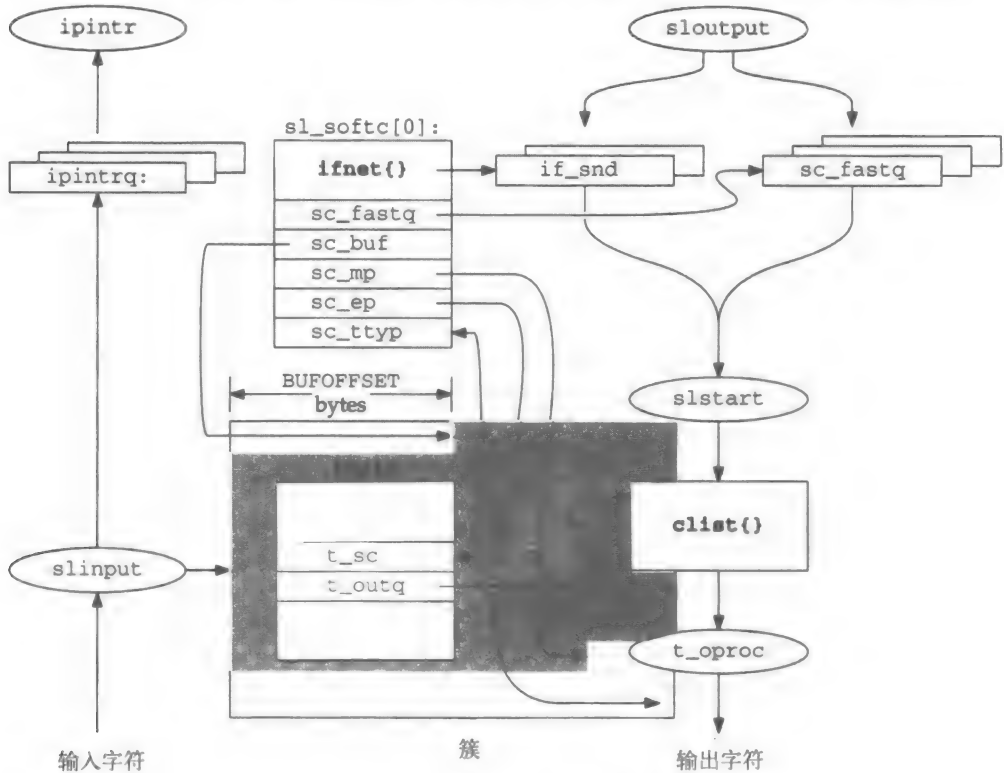 ipintr
sloutput
sl_softc[0]:
ipintrq:
ifnet{}
if_snd
sc_fastq
sc_fastq
sc_buf
sc_mp
sc_ep
sc_ttyp
BUFOFFSET
bytes
slstart
clist{}
t_sc
slinput
t_outq
t_oproc
输入字符
簇
输出字符